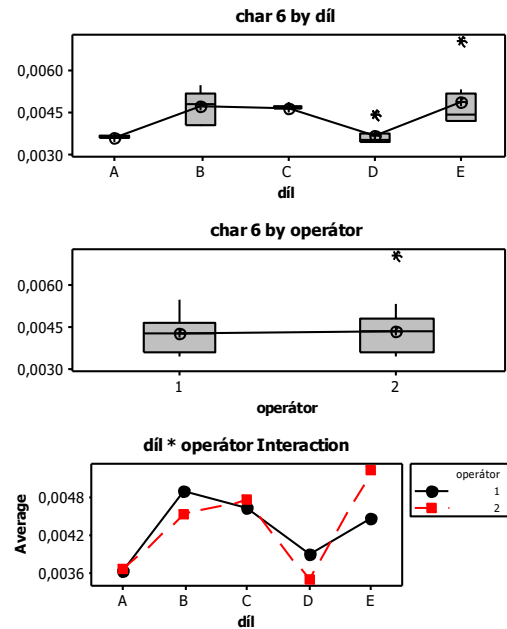 char 6 by díl
0,0060
0,0045
0,0030
A B C D E
díl
char 6 by operátor
0,0060
0,0045
0,0030
1 2
operátor
díl * operátor Interaction
Average
0,0048
0,0042
0,0036
A B C D E
díl
operátor
1
2